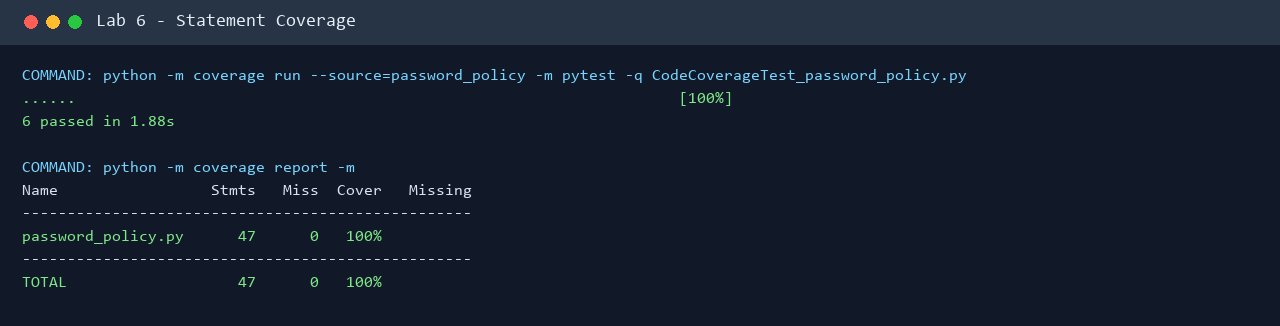 Lab 6 - Statement Coverage
COMMAND: python -m coverage run --source=password_policy -m pytest -q CodeCoverageTest_password_policy.py
...... [100%]
6 passed in 1.88s
COMMAND: python -m coverage report -m
Name Stmts Miss Cover Missing
--------------------------------------------------
password_policy.py 47 0 100%
--------------------------------------------------
TOTAL 47 0 100%